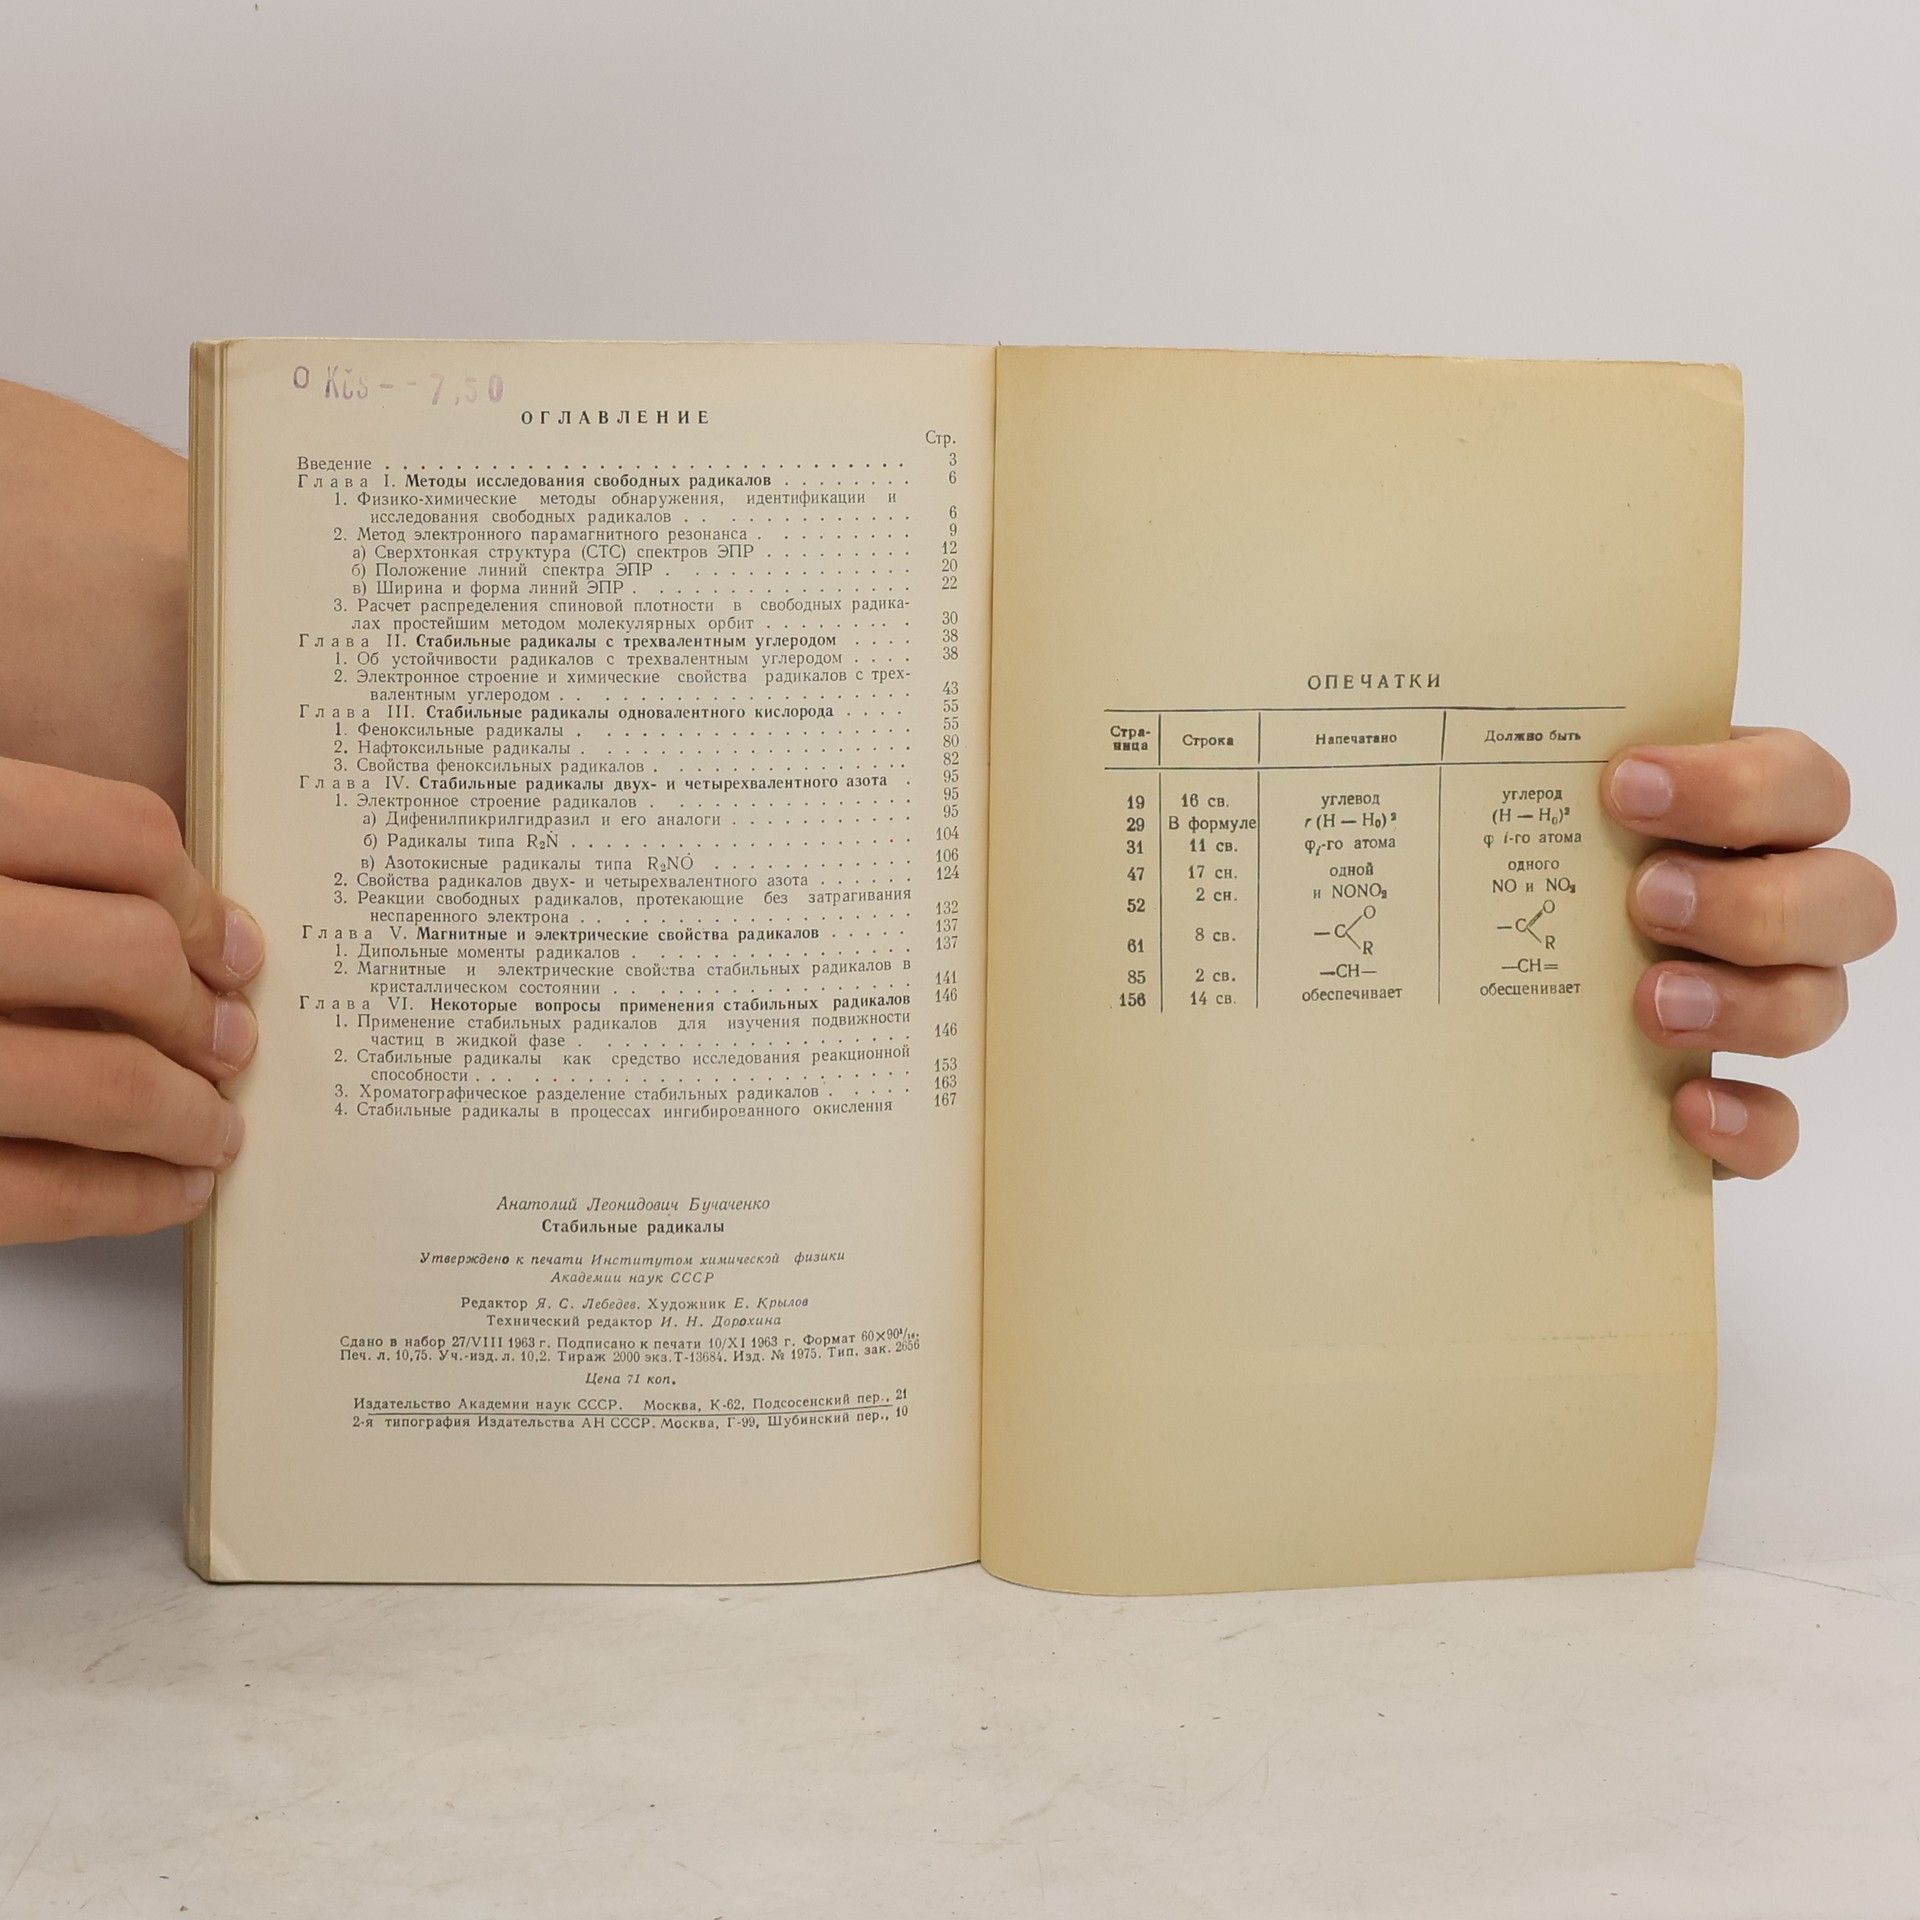 О Kčs - - 7,50
ОГЛАВЛЕНИЕ
Стр.
Введение . . . . . . . . . . . . . . . . . . . . . . . . . . . . . . 3
Глава I. Методы исследования свободных радикалов . . . . . . . . 6
1. Физико-химические методы обнаружения, идентификации и
исследования свободных радикалов . . . . . . . . . . . . . 6
2. Метод электронного парамагнитного резонанса . . . . . . . . . 9
а) Сверхтонкая структура (СТС) спектров ЭПР . . . . . . . . . 12
б) Положение линий спектра ЭПР . . . . . . . . . . . . . . 20
в) Ширина и форма линий ЭПР . . . . . . . . . . . . . . . . 22
3. Расчет распределения спиновой плотности в свободных радика-
лах простейшим методом молекулярных орбит . . . . . . . . . 30
Глава II. Стабильные радикалы с трехвалентным углеродом . . . . 38
1. Об устойчивости радикалов с трехвалентным углеродом . . . . 38
2. Электронное строение и химические свойства радикалов с трех-
валентным углеродом . . . . . . . . . . . . . . . . . . . . 43
Глава III. Стабильные радикалы одновалентного кислорода . . . . 55
1. Феноксильные радикалы . . . . . . . . . . . . . . . . . . . 55
2. Нафтоксильные радикалы . . . . . . . . . . . . . . . . . . 80
3. Свойства феноксильных радикалов . . . . . . . . . . . . . . 82
Глава IV. Стабильные радикалы двух- и четырехвалентного азота . 95
1. Электронное строение радикалов . . . . . . . . . . . . . . . 95
а) Дифенилпикрилгидразил и его аналоги . . . . . . . . . . . 95
б) Радикалы типа R₂Ṅ . . . . . . . . . . . . . . . . . . . . 104
в) Азотокисные радикалы типа R₂NȮ . . . . . . . . . . . . 106
2. Свойства радикалов двух- и четырехвалентного азота . . . . . . 124
3. Реакции свободных радикалов, протекающие без затрагивания
неспаренного электрона . . . . . . . . . . . . . . . . . . . 132
Глава V. Магнитные и электрические свойства радикалов . . . . . 137
1. Дипольные моменты радикалов . . . . . . . . . . . . . . . . 137
2. Магнитные и электрические свойства стабильных радикалов в
кристаллическом состоянии . . . . . . . . . . . . . . . . . 141
Глава VI. Некоторые вопросы применения стабильных радикалов 146
1. Применение стабильных радикалов для изучения подвижности
частиц в жидкой фазе . . . . . . . . . . . . . . . . . . . 146
2. Стабильные радикалы как средство исследования реакционной
способности . . . . . . . . . . . . . . . . . . . . . . . . 153
3. Хроматографическое разделение стабильных радикалов . . . . . 163
4. Стабильные радикалы в процессах ингибированного окисления 167
Анатолий Леонидович Бучаченко
Стабильные радикалы
Утверждено к печати Институтом химической физики
Академии наук СССР
Редактор Я. С. Лебедев. Художник Е. Крылов
Технический редактор И. Н. Дорохина
Сдано в набор 27/VIII 1963 г. Подписано к печати 10/XI 1963 г. Формат 60×90¹/₁₆.
Печ. л. 10,75. Уч.-изд. л. 10,2. Тираж 2000 экз. Т-13684. Изд. № 1975. Тип. зак. 2656
Цена 71 коп.
Издательство Академии наук СССР. Москва, К-62, Подсосенский пер., 21
2-я типография Издательства АН СССР. Москва, Г-99, Шубинский пер., 10
ОПЕЧАТКИ
Стра-
ница Строка Напечатано Должно быть
19 16 св. углевод углерод
29 В формуле r (H — H₀)² (H — H₀)²
31 11 св. φᵢ-го атома φ i-го атома
47 17 сн. одной одного
52 2 сн. и NONO₂ NO и NO₂
61 8 св. —C O R —C O R
85 2 св. —CH— —CH=
156 14 св. обеспечивает обесценивает